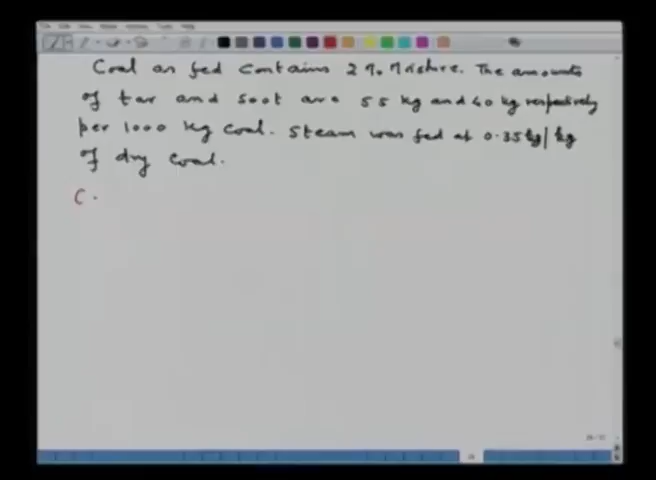 Coal as fed contains 2 % Moisture. The amounts
of tar and soot are 55 kg and 40 kg respectively
per 1000 kg coal. Steam was fed at 0.35 kg/kg
of dry coal.
C.